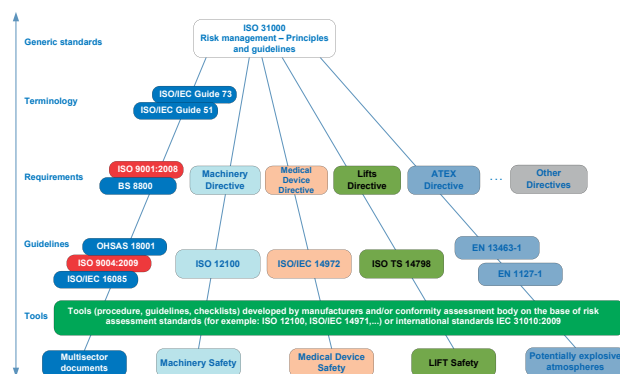 ISO 31000
Risk management – Principles
and guidelines
Generic standards
ISO/IEC Guide 73
Terminology
ISO/IEC Guide 51
ISO 9001:2008
Requirements
BS 8800
Machinery
Directive
Medical
Device
Directive
Lifts
Directive
ATEX
Directive
...
Other
Directives
Guidelines
OHSAS 18001
ISO 9004:2009
ISO/IEC 16085
ISO 12100
ISO/IEC 14972
ISO TS 14798
EN 13463-1
EN 1127-1
Tools
Tools (procedure, guidelines, checklists) developed by manufacturers and/or conformity assessment body on the base of risk
assessment standards (for exemple: ISO 12100, ISO/IEC 14971,...) or international standards IEC 31010:2009
Multisector
documents
Machinery Safety
Medical Device
Safety
LIFT Safety
Potentially explosive
atmospheres